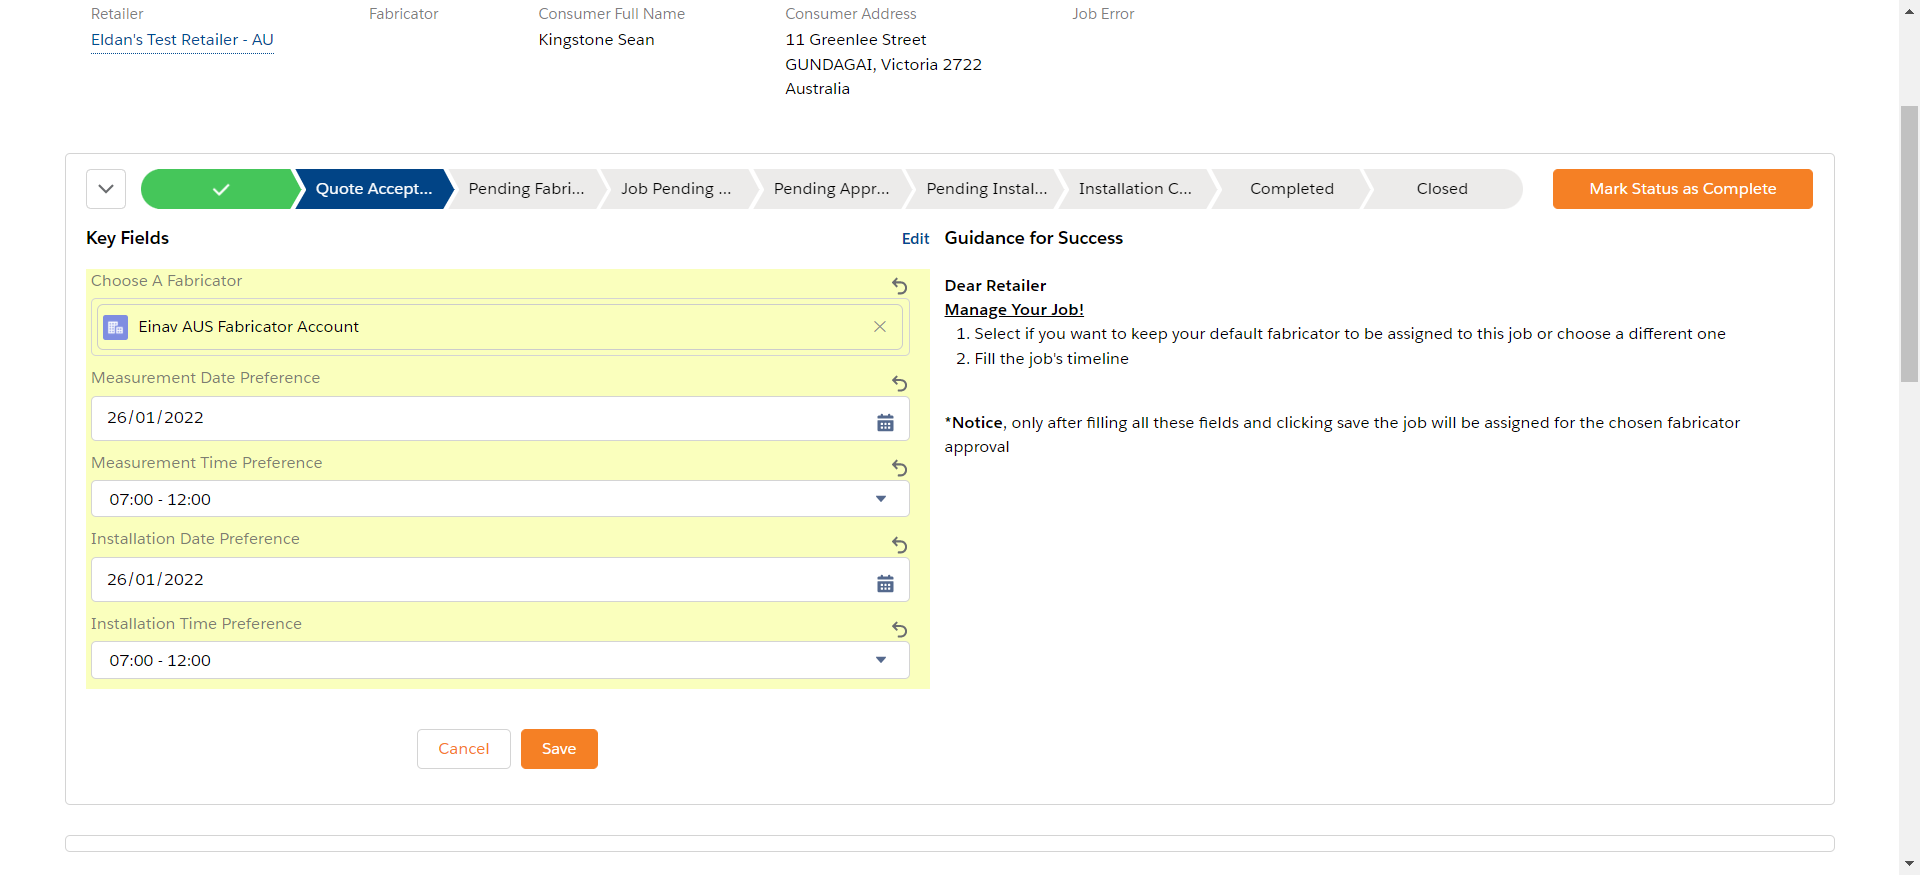 Retailer
Fabricator
Consumer Full Name
Consumer Address
Job Error
Eldan's Test Retailer - AU
Kingstone Sean
11 Greenlee Street
GUNDAGAI, Victoria 2722
Australia
Quote Accept...
Pending Fabri...
Job Pending ...
Pending Appr...
Pending Instal...
Installation C...
Completed
Closed
Mark Status as Complete
Key Fields
Edit
Guidance for Success
Choose A Fabricator
Einav AUS Fabricator Account
Measurement Date Preference
26/01/2022
Measurement Time Preference
07:00 - 12:00
Installation Date Preference
26/01/2022
Installation Time Preference
07:00 - 12:00
Cancel
Save
Dear Retailer
Manage Your Job!
1. Select if you want to keep your default fabricator to be assigned to this job or choose a different one
2. Fill the job's timeline
*Notice, only after filling all these fields and clicking save the job will be assigned for the chosen fabricator
approval